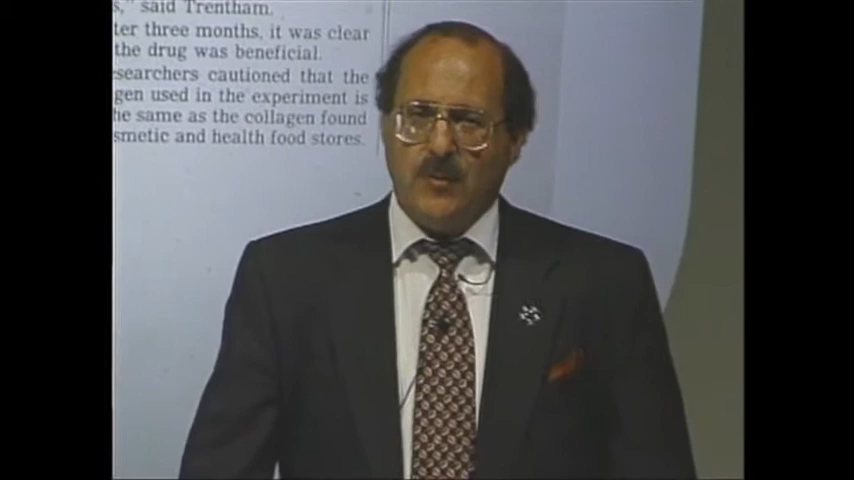 s," said Trentham.
ter three months, it was clear
the drug was beneficial.
searchers cautioned that the
gen used in the experiment is
he same as the collagen found
smetic and health food stores.